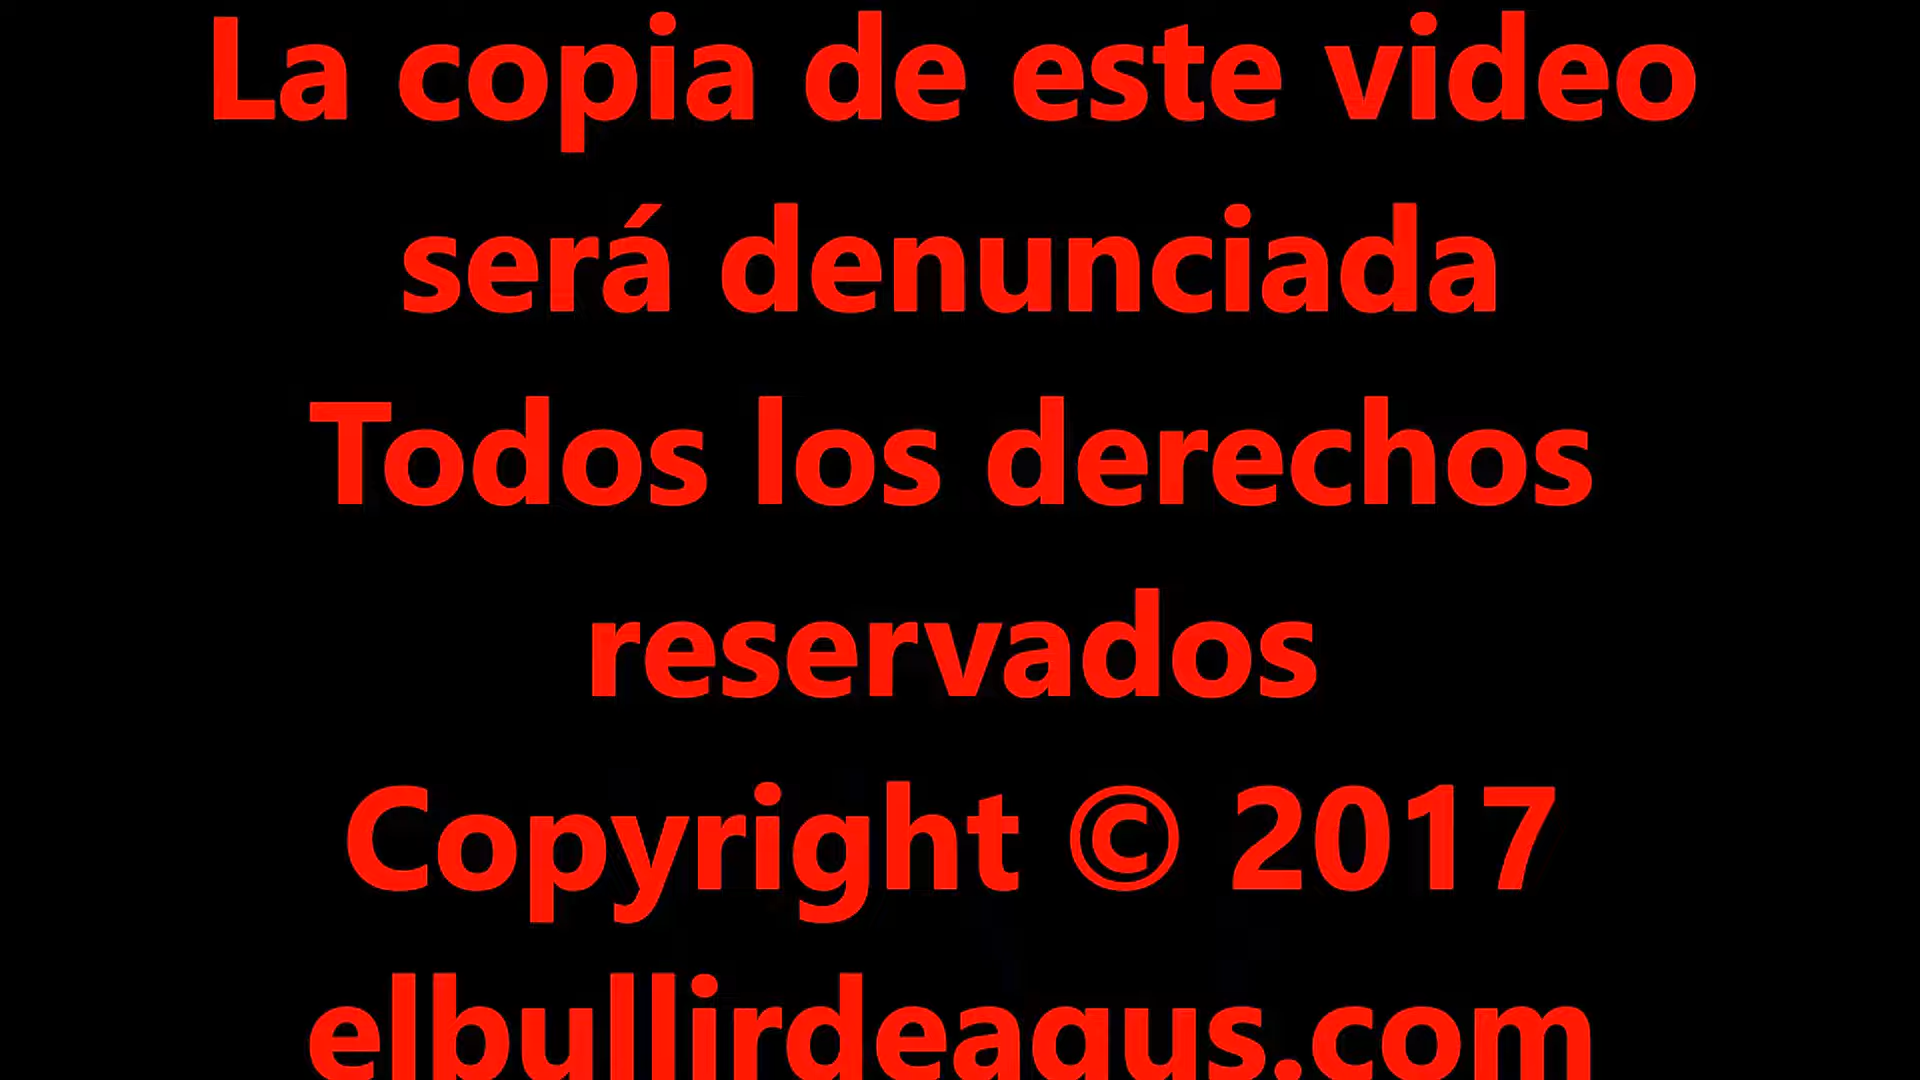 La copia de este video
será denunciada
Todos los derechos
reservados
Copyright © 2017
elbullirdeagus.com